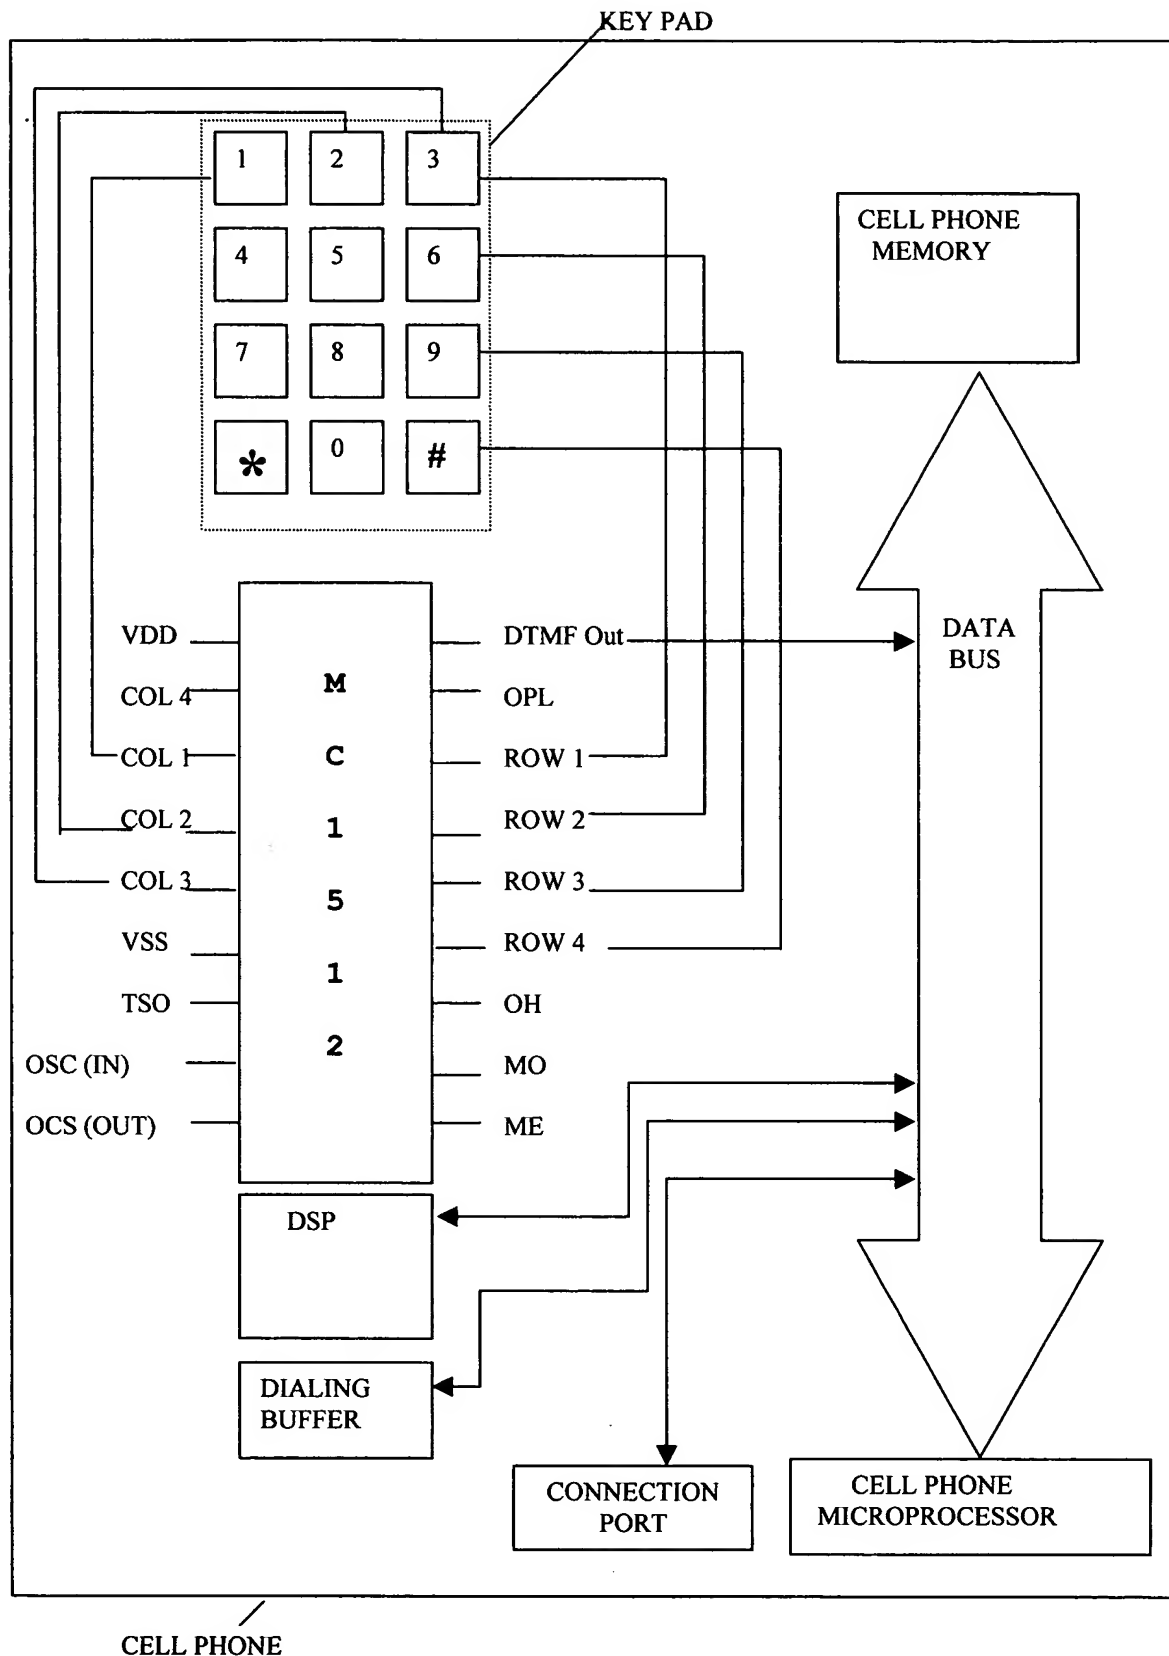 KEY PAD
1 2 3
4 5 6
7 8 9
* 0 #
CELL PHONE
MEMORY
DATA
BUS
VDD
COL 4
COL 1
COL 2
COL 3
VSS
TSO
OSC (IN)
OCS (OUT)
M
C
1
5
1
2
DTMF Out
OPL
ROW 1
ROW 2
ROW 3
ROW 4
OH
MO
ME
DSP
DIALING
BUFFER
CONNECTION
PORT
CELL PHONE
MICROPROCESSOR
CELL PHONE